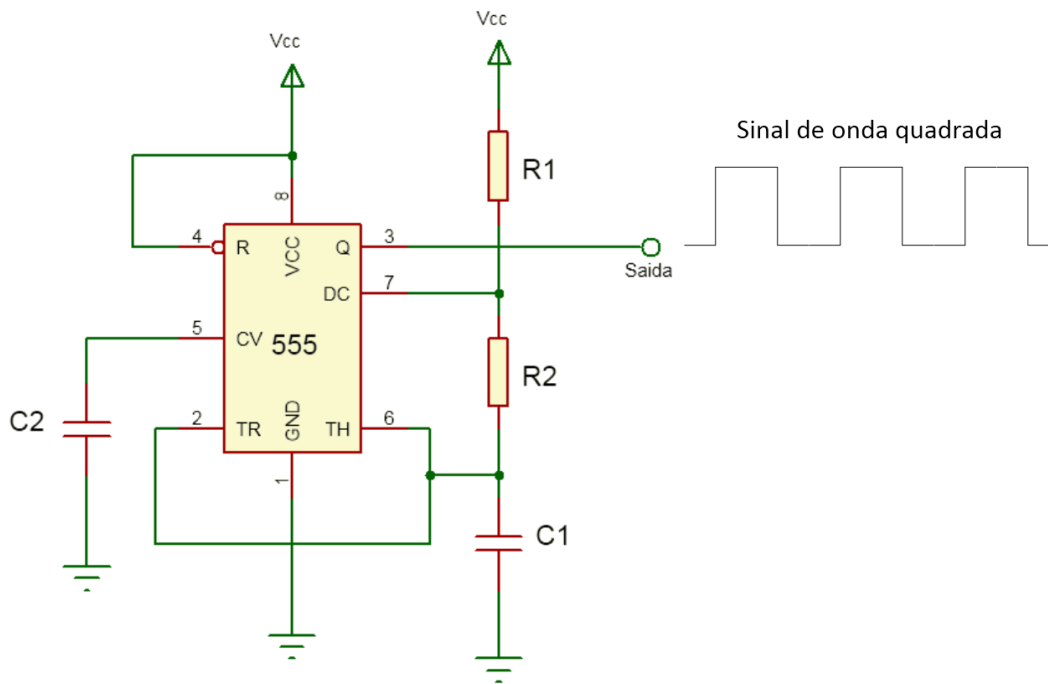 Vcc
Vcc
Sinal de onda quadrada
R1
8
4
R
VCC
Q
3
Saida
DC
7
5
CV
555
R2
C2
2
TR
GND
TH
6
1
C1